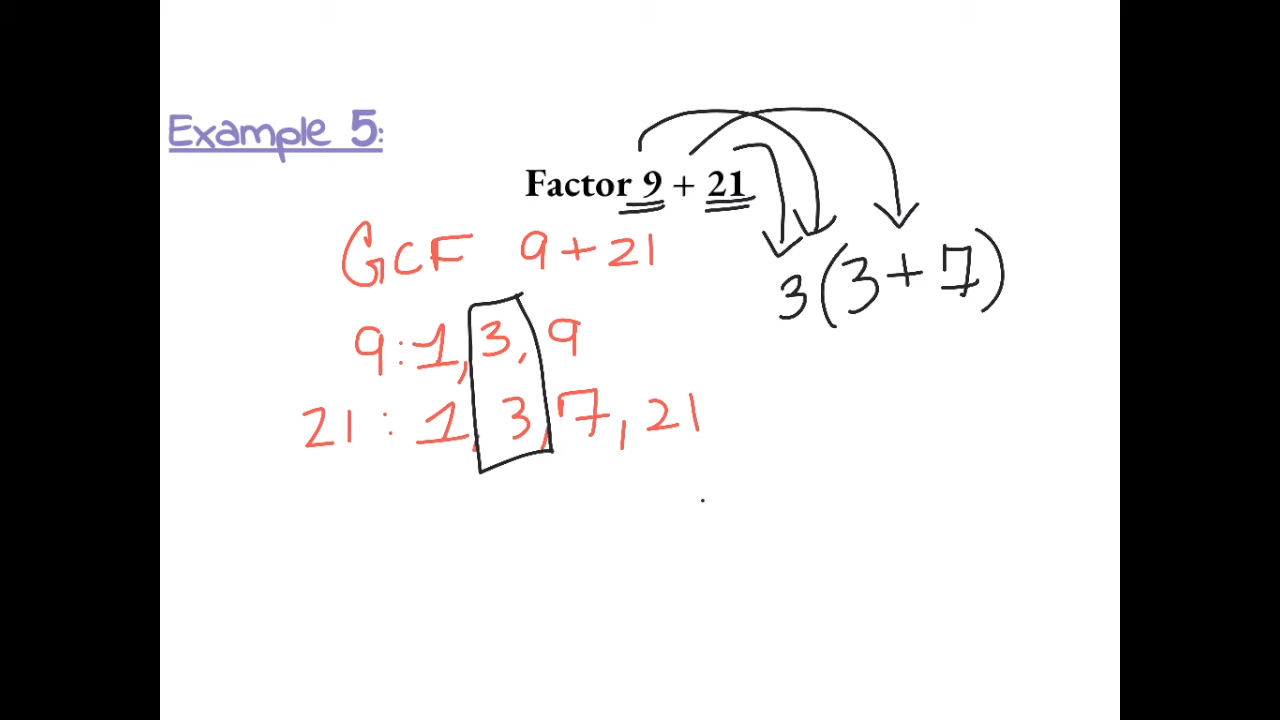 Example 5:
Factor 9 + 21
GCF 9 + 21
3(3 + 7)
9 : 1, 3, 9
21 : 1, 3, 7, 21